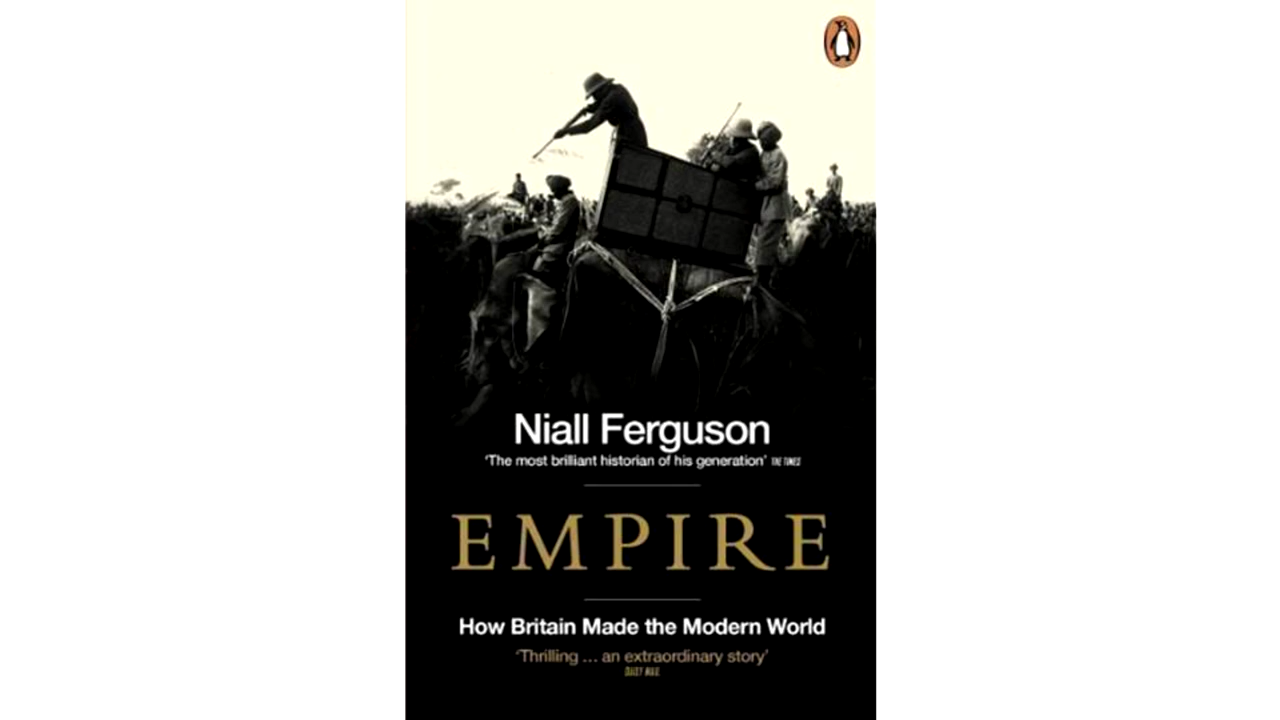 Niall Ferguson
‘The most brilliant historian of his generation’ THE TIMES
EMPIRE
How Britain Made the Modern World
‘Thrilling ... an extraordinary story’
DAILY MAIL